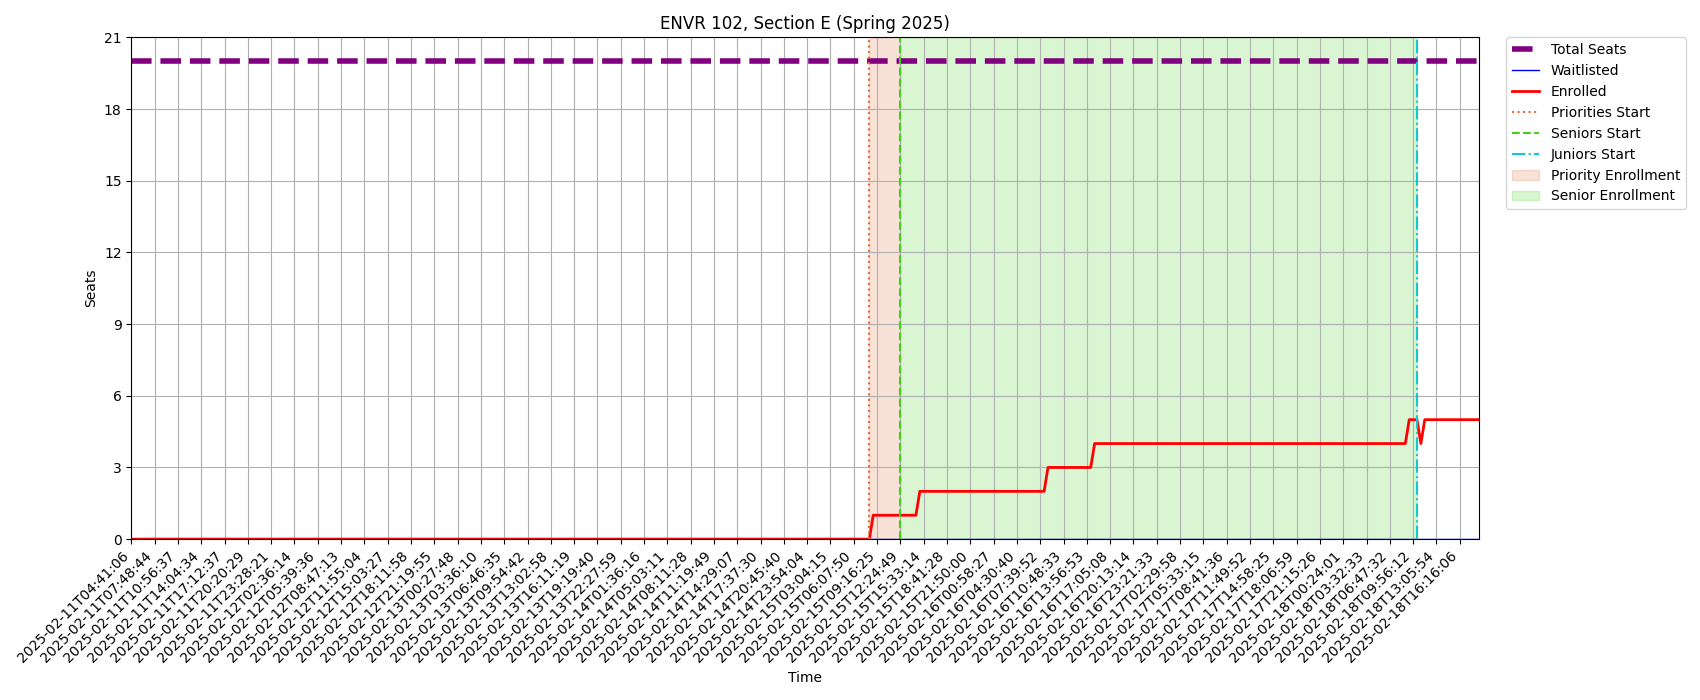 ENVR 102, Section E (Spring 2025)
Seats
21
18
15
12
9
6
3
0
2025-02-11T04:41:06
2025-02-11T07:48:44
2025-02-11T10:56:37
2025-02-11T14:04:34
2025-02-11T17:12:37
2025-02-11T20:20:29
2025-02-11T23:28:21
2025-02-12T02:36:14
2025-02-12T05:39:36
2025-02-12T08:47:13
2025-02-12T11:55:04
2025-02-12T15:03:27
2025-02-12T18:11:58
2025-02-12T21:19:55
2025-02-13T00:27:48
2025-02-13T03:36:10
2025-02-13T06:46:35
2025-02-13T09:54:42
2025-02-13T13:02:58
2025-02-13T16:11:19
2025-02-13T19:19:40
2025-02-13T22:27:59
2025-02-14T01:36:16
2025-02-14T05:03:11
2025-02-14T08:11:28
2025-02-14T11:19:49
2025-02-14T14:29:07
2025-02-14T17:37:30
2025-02-14T20:45:40
2025-02-14T23:54:04
2025-02-15T03:04:15
2025-02-15T06:07:50
2025-02-15T09:16:25
2025-02-15T12:24:49
2025-02-15T15:33:14
2025-02-15T18:41:28
2025-02-15T21:50:00
2025-02-16T00:58:27
2025-02-16T04:30:40
2025-02-16T07:39:52
2025-02-16T10:48:33
2025-02-16T13:56:53
2025-02-16T17:05:08
2025-02-16T20:13:14
2025-02-16T23:21:33
2025-02-17T02:29:58
2025-02-17T05:33:15
2025-02-17T08:41:36
2025-02-17T11:49:52
2025-02-17T14:58:25
2025-02-17T18:06:59
2025-02-17T21:15:26
2025-02-18T00:24:01
2025-02-18T03:32:33
2025-02-18T06:47:32
2025-02-18T09:56:12
2025-02-18T13:05:54
2025-02-18T16:16:06
Time
Total Seats
Waitlisted
Enrolled
Priorities Start
Seniors Start
Juniors Start
Priority Enrollment
Senior Enrollment